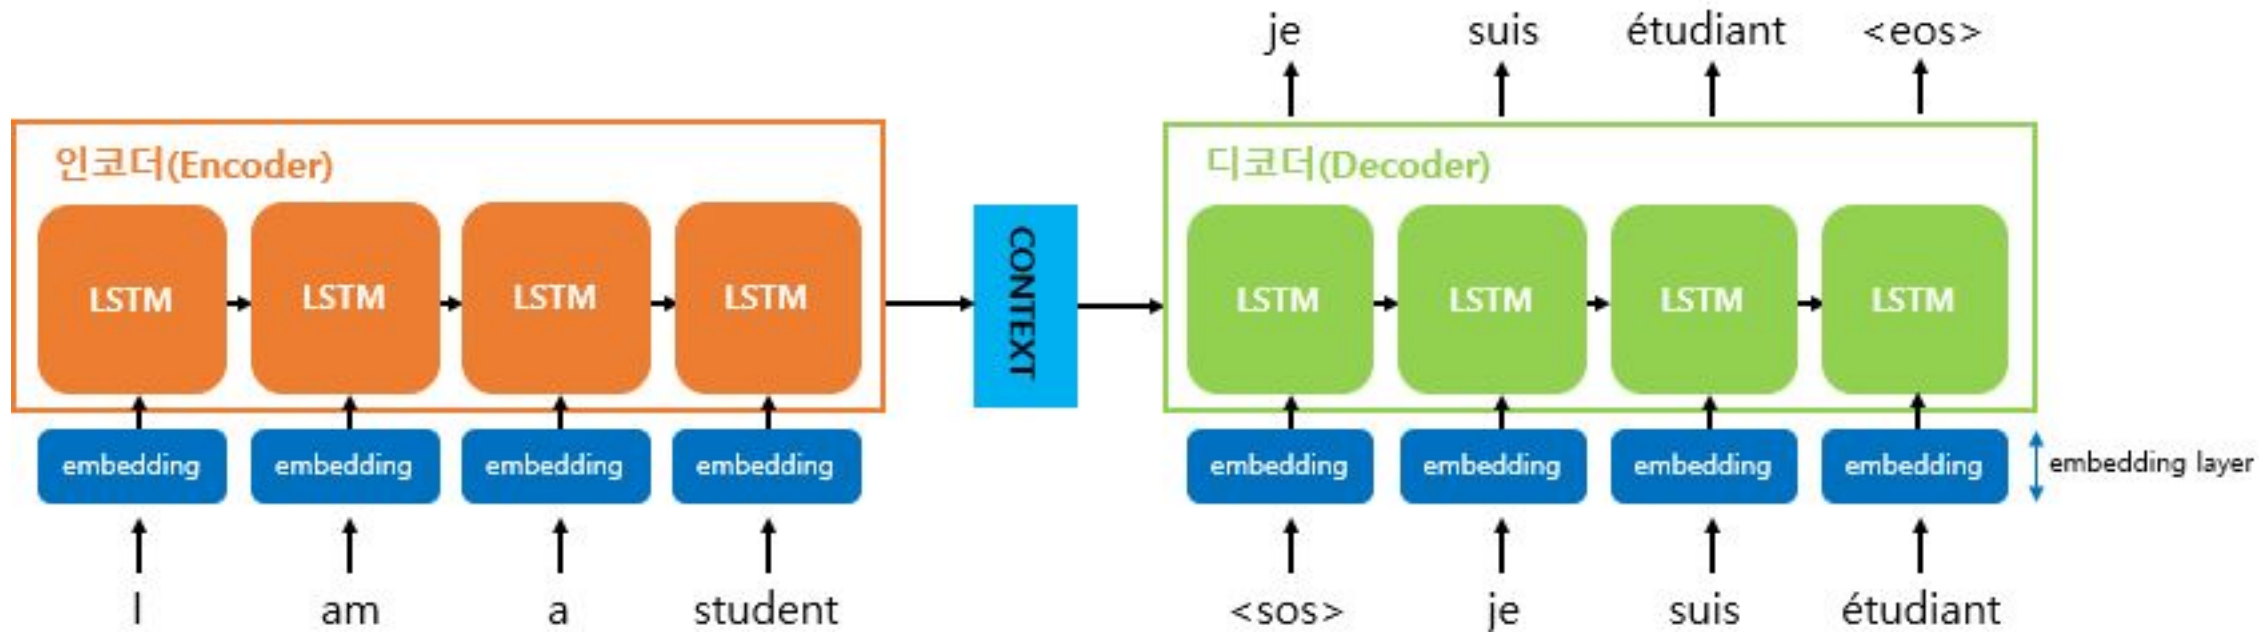 je suis étudiant <eos>
인코더(Encoder)
디코더(Decoder)
LSTM LSTM LSTM LSTM
CONTEXT
LSTM LSTM LSTM LSTM
embedding embedding embedding embedding
embedding embedding embedding embedding
embedding layer
I am a student
<sos> je suis étudiant